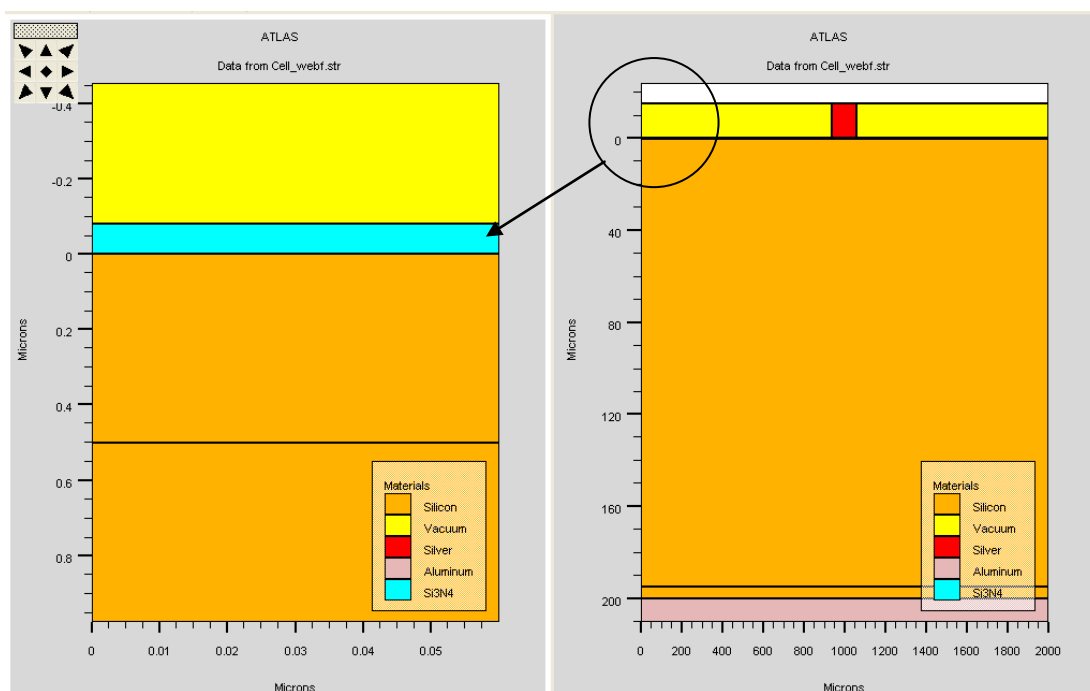 ATLAS
Data from Cell_webf.str
-0.4
-0.2
0
0.2
0.4
0.6
0.8
Microns
Materials
Silicon
Vacuum
Silver
Aluminum
Si3N4
0 0.01 0.02 0.03 0.04 0.05
Microns
ATLAS
Data from Cell_webf.str
0
40
80
120
160
200
Microns
Materials
Silicon
Vacuum
Silver
Aluminum
Si3N4
0 200 400 600 800 1000 1200 1400 1600 1800 2000
Microns